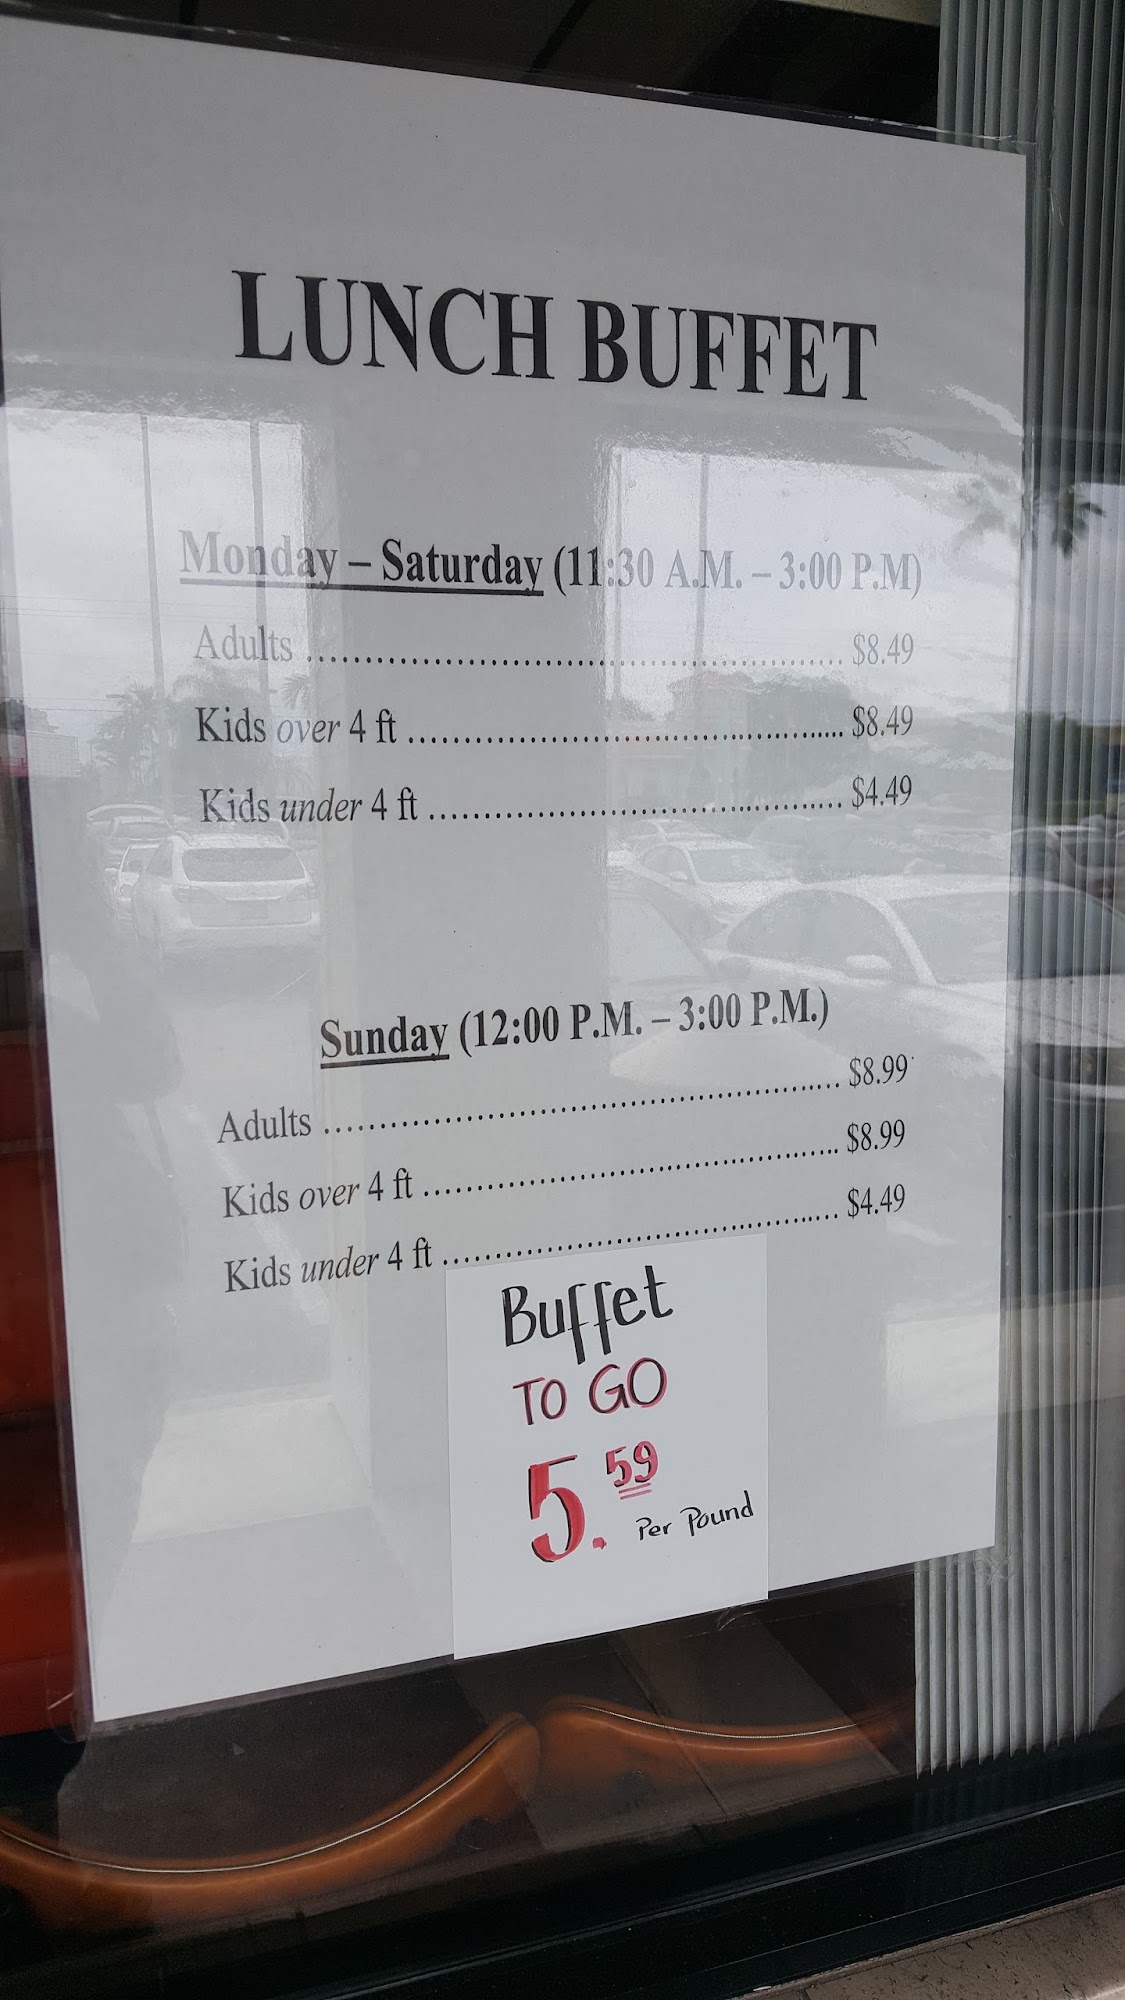 LUNCH BUFFET
Monday – Saturday (11:30 A.M. – 3:00 P.M)
Adults ........................................................ $8.49
Kids over 4 ft ........................................................ $8.49
Kids under 4 ft ........................................................ $4.49
Sunday (12:00 P.M. – 3:00 P.M.)
Adults ........................................................ $8.99
Kids over 4 ft ........................................................ $8.99
Kids under 4 ft ........................................................ $4.49
Buffet
TO GO
5.59
Per Pound